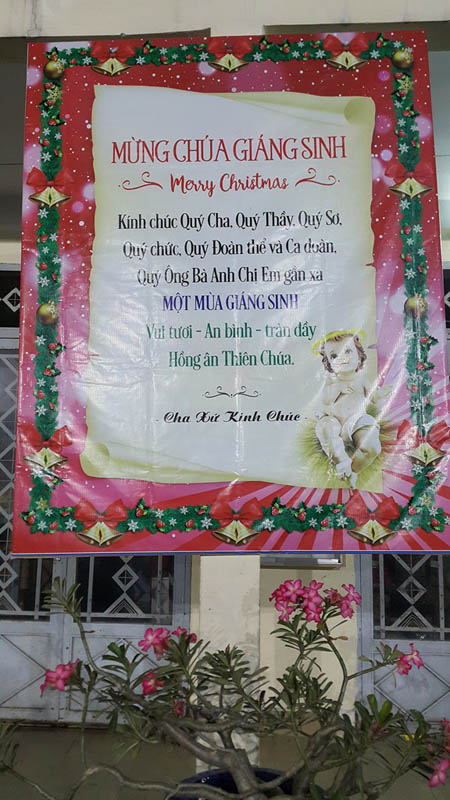 MỪNG CHÚA GIÁNG SINH
Merry Christmas
Kính chúc Quý Cha, Quý Thầy, Quý Sơ,
Quý chức, Quý Đoàn thể và Ca đoàn,
Quý Ông Bà Anh Chị Em gần xa
MỘT MÙA GIÁNG SINH
Vui tươi - An bình - tràn đầy
Hồng ân Thiên Chúa.
Cha Xứ Kính Chúc